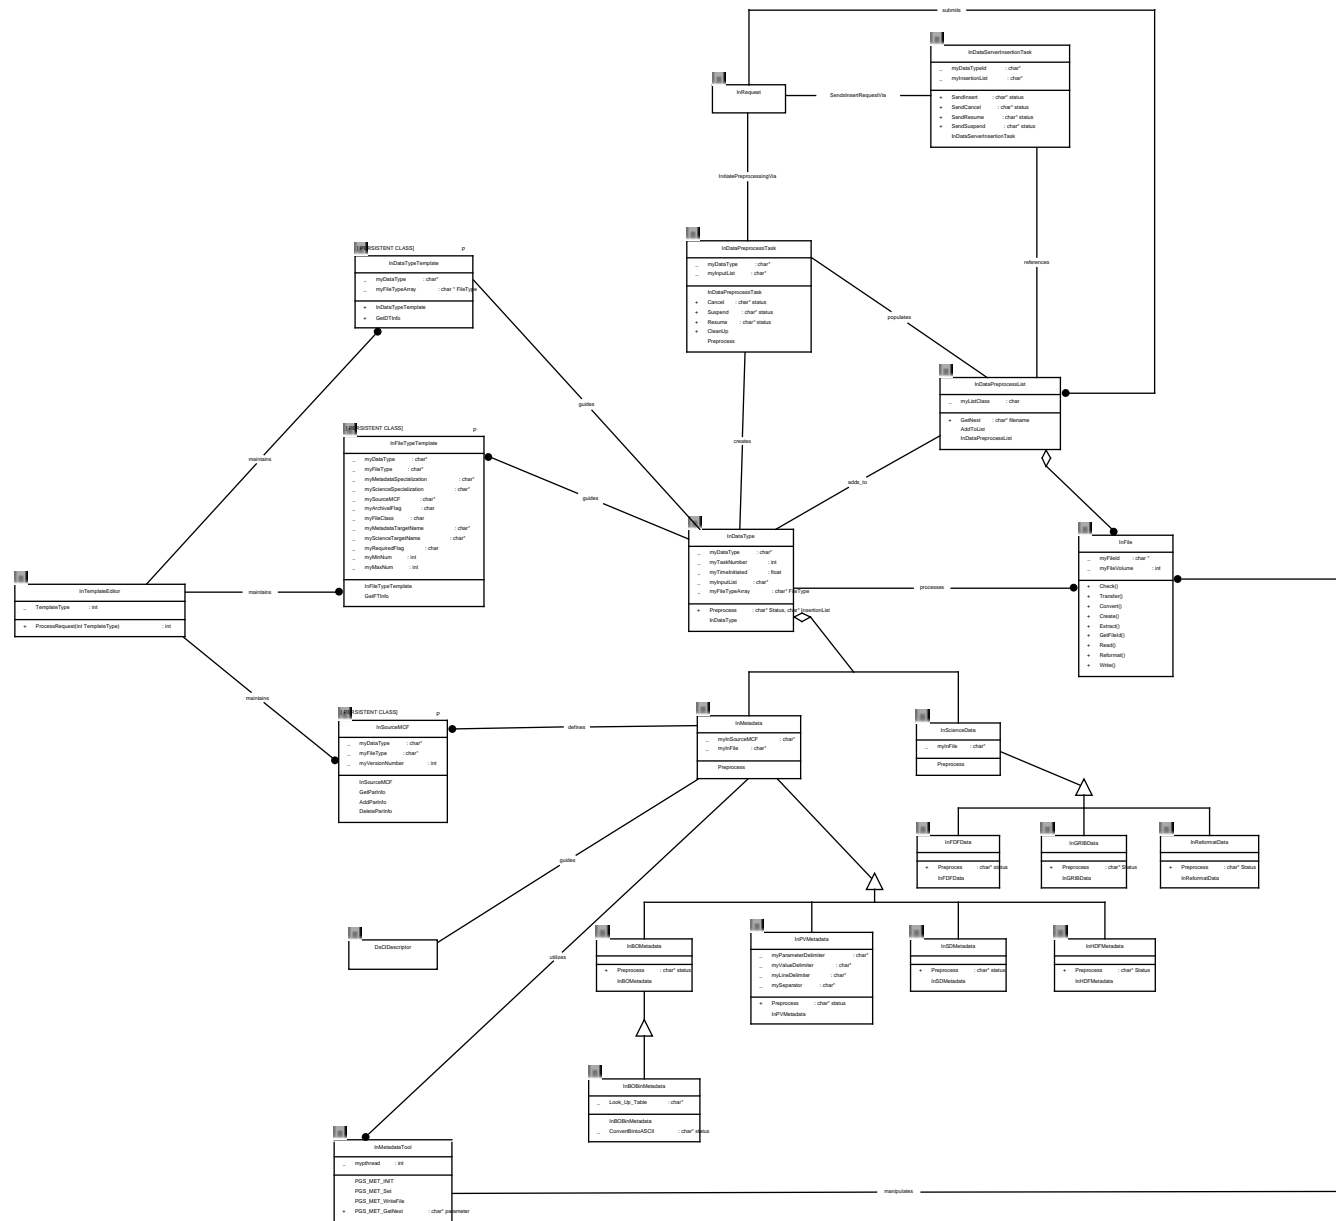 submits
InDataServerInsertionTask
_ myDataTypeId : char*
_ myInsertionList : char*
+ SendInsert : char* status
+ SendCancel : char* status
+ SendResume : char* status
+ SendSuspend : char* status
InDataServerInsertionTask
InRequest
SendsInsertRequestVia
InitiatePreprocessingVia
references
InDataPreprocessTask
_ myDataType : char*
_ myInputList : char*
InDataPreprocessTask
+ Cancel : char* status
+ Suspend : char* status
+ Resume : char* status
+ CleanUp
Preprocess
PERSISTENT CLASS] P
InDataTypeTemplate
_ myDataType : char*
_ myFileTypeArray : char * FileType
+ InDataTypeTemplate
+ GetDTInfo
populates
InDataPreprocessList
_ myListClass : char
+ GetNext : char* filename
AddToList
InDataPreprocessList
guides
creates
adds_to
maintains
PERSISTENT CLASS] P
InFileTypeTemplate
_ myDataType : char*
_ myFileType : char*
_ myMetadataSpecialization : char*
_ myScienceSpecialization : char*
_ mySourceMCF : char*
_ myArchivalFlag : char
_ myFileClass : char
_ myMetadataTargetName : char*
_ myScienceTargetName : char*
_ myRequiredFlag : char
_ myMinNum : int
_ myMaxNum : int
InFileTypeTemplate
GetFTInfo
guides
InDataType
_ myDataType : char*
_ myTaskNumber : int
_ myTimeInitiated : float
_ myInputList : char*
_ myFileTypeArray : char* FileType
+ Preprocess : char* Status, char* InsertionList
InDataType
processes
InFile
_ myFileId : char *
_ myFileVolume : int
+ Check()
+ Transfer()
+ Convert()
+ Create()
+ Extract()
+ GetFileId()
+ Read()
+ Reformat()
+ Write()
InTemplateEditor
_ TemplateType : int
+ ProcessRequest(int TemplateType) : int
maintains
maintains
PERSISTENT CLASS] P
InSourceMCF
_ myDataType : char*
_ myFileType : char*
_ myVersionNumber : int
InSourceMCF
GetParInfo
AddParInfo
DeleteParInfo
defines
InMetadata
_ myInSourceMCF : char*
_ myInFile : char*
Preprocess
InScienceData
_ myInFile : char*
Preprocess
InFDFData
+ Preproces : char* status
InFDFData
InGRIBData
+ Preprocess : char* Status
InGRIBData
InReformatData
+ Preprocess : char* Status
InReformatData
guides
DsClDescriptor
utilizes
InBOMetadata
+ Preprocess : char* status
InBOMetadata
InPVMetadata
_ myParameterDelimiter : char*
_ myValueDelimiter : char*
_ myLineDelimiter : char*
_ mySeparator : char*
+ Preprocess : char* status
InPVMetadata
InSDMetadata
+ Preprocess : char* status
InSDMetadata
InHDFMetadata
+ Preprocess : char* Status
InHDFMetadata
InBOBinMetadata
_ Look_Up_Table : char*
InBOBinMetadata
_ ConvertBintoASCII : char* status
InMetadataTool
_ mypthread : int
PGS_MET_INIT
PGS_MET_Set
PGS_MET_WriteFile
+ PGS_MET_GetNext : char* parameter
manipulates